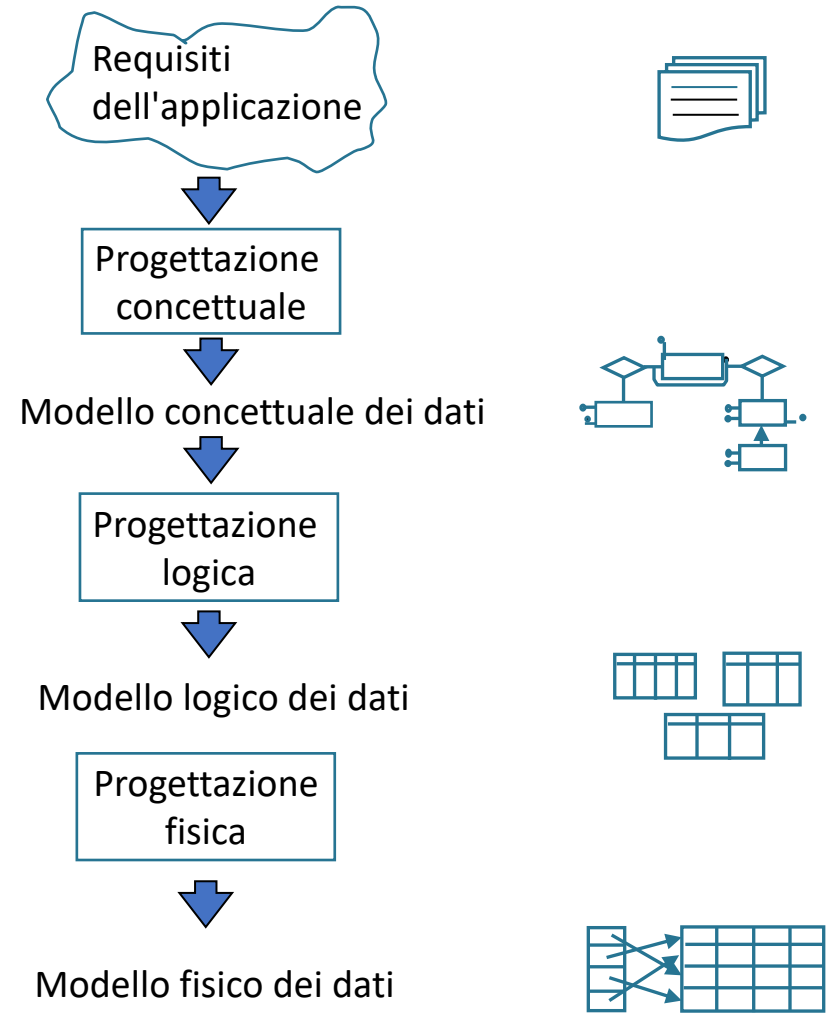 Requisiti
dell'applicazione
Progettazione
concettuale
Modello concettuale dei dati
Progettazione
logica
Modello logico dei dati
Progettazione
fisica
Modello fisico dei dati